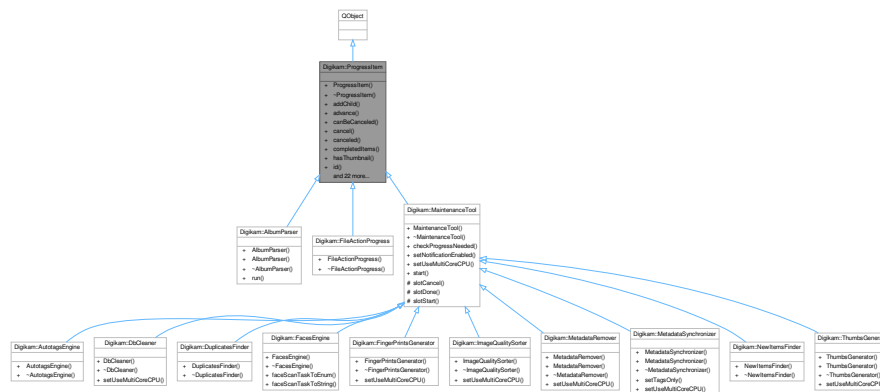 QObject
Digikam::ProgressItem
+ ProgressItem()
+ ~ProgressItem()
+ addChild()
+ advance()
+ canBeCanceled()
+ cancel()
+ canceled()
+ completedItems()
+ hasThumbnail()
+ id()
and 22 more...
Digikam::AlbumParser
+ AlbumParser()
+ AlbumParser()
+ ~AlbumParser()
+ run()
Digikam::FileActionProgress
+ FileActionProgress()
+ ~FileActionProgress()
Digikam::MaintenanceTool
+ MaintenanceTool()
+ ~MaintenanceTool()
+ checkProgressNeeded()
+ setNotificationEnabled()
+ setUseMultiCoreCPU()
+ start()
# slotCancel()
# slotDone()
# slotStart()
Digikam::AutotagsEngine
+ AutotagsEngine()
+ ~AutotagsEngine()
Digikam::DbCleaner
+ DbCleaner()
+ ~DbCleaner()
+ setUseMultiCoreCPU()
Digikam::DuplicatesFinder
+ DuplicatesFinder()
+ ~DuplicatesFinder()
Digikam::FacesEngine
+ FacesEngine()
+ ~FacesEngine()
+ faceScanTaskToEnum()
+ faceScanTaskToString()
Digikam::FingerPrintsGenerator
+ FingerPrintsGenerator()
+ ~FingerPrintsGenerator()
+ setUseMultiCoreCPU()
Digikam::ImageQualitySorter
+ ImageQualitySorter()
+ ~ImageQualitySorter()
+ setUseMultiCoreCPU()
Digikam::MetadataRemover
+ MetadataRemover()
+ MetadataRemover()
+ ~MetadataRemover()
+ setUseMultiCoreCPU()
Digikam::MetadataSynchronizer
+ MetadataSynchronizer()
+ MetadataSynchronizer()
+ ~MetadataSynchronizer()
+ setTagsOnly()
+ setUseMultiCoreCPU()
Digikam::NewItemsFinder
+ NewItemsFinder()
+ ~NewItemsFinder()
Digikam::ThumbsGenera
+ ThumbsGenerator()
+ ThumbsGenerator()
+ ~ThumbsGenerator()
+ setUseMultiCoreCPU